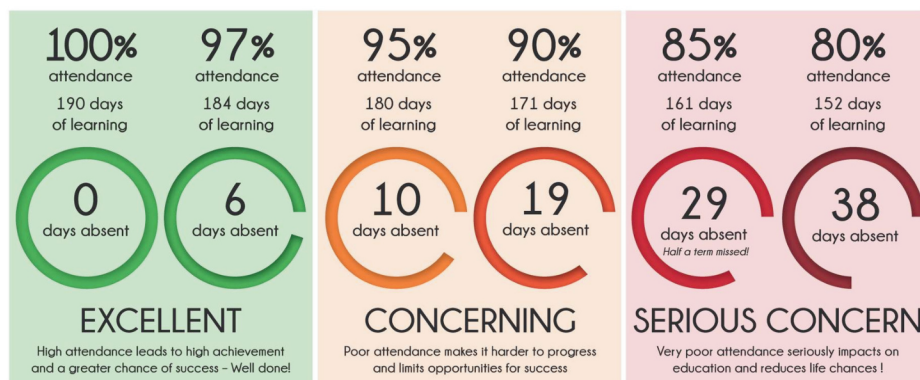 100%
attendance
190 days
of learning
0
days absent
97%
attendance
184 days
of learning
6
days absent
EXCELLENT
High attendance leads to high achievement
and a greater chance of success – Well done!
95%
attendance
180 days
of learning
10
days absent
90%
attendance
171 days
of learning
19
days absent
CONCERNING
Poor attendance makes it harder to progress
and limits opportunities for success
85%
attendance
161 days
of learning
29
days absent
Half a term missed!
80%
attendance
152 days
of learning
38
days absent
SERIOUS CONCERN
Very poor attendance seriously impacts on
education and reduces life chances !